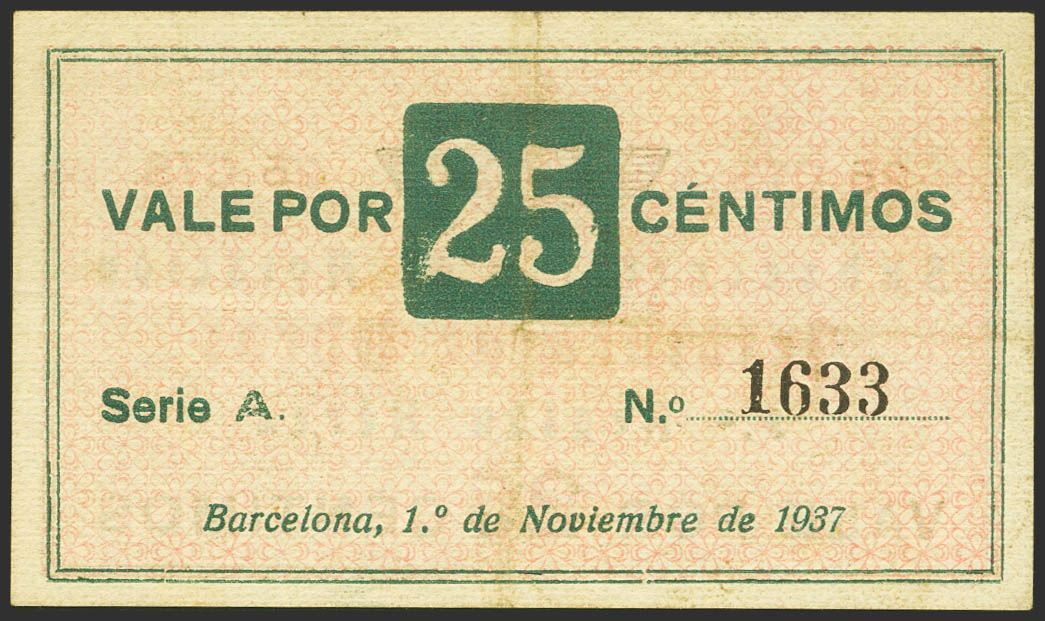 VALE POR 25 CÉNTIMOS
Serie A. N.º 1633
Barcelona, 1.º de Noviembre de 1937